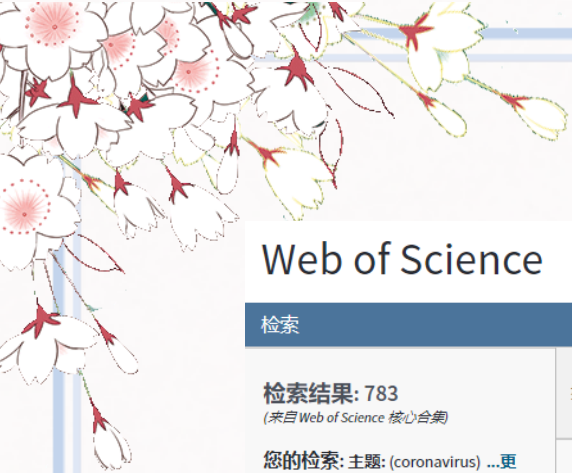 Web of Science
检索
检索结果: 783
(来自 Web of Science 核心合集)
您的检索: 主题: (coronavirus) ...更